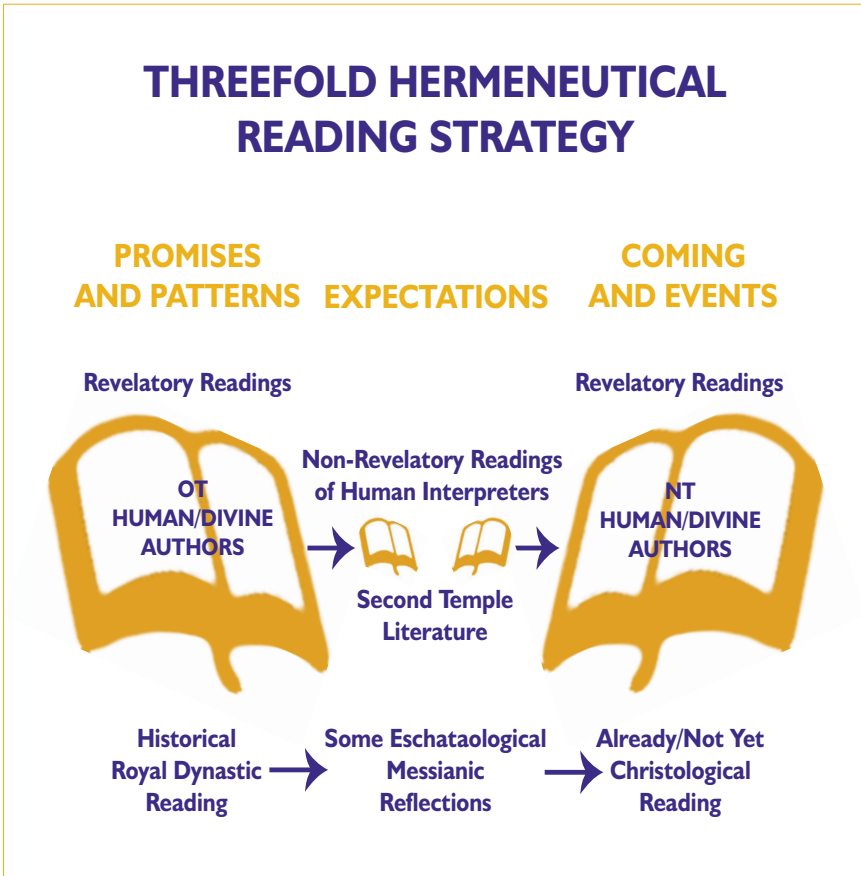 THREEFOLD HERMENEUTICAL
READING STRATEGY
PROMISES
AND PATTERNS
EXPECTATIONS
COMING
AND EVENTS
Revelatory Readings
OT
HUMAN/DIVINE
AUTHORS
Non-Revelatory Readings
of Human Interpreters
Second Temple
Literature
Revelatory Readings
NT
HUMAN/DIVINE
AUTHORS
Historical
Royal Dynastic
Reading
Some Eschataological
Messianic
Reflections
Already/Not Yet
Christological
Reading